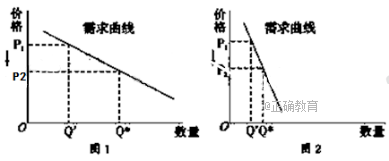 价格
需求曲线
P₁
P2
O
Q'
Q*
数量
图1
价格
需求曲线
P₁
P₂
O
Q'
Q*
数量
图2
@正确教育